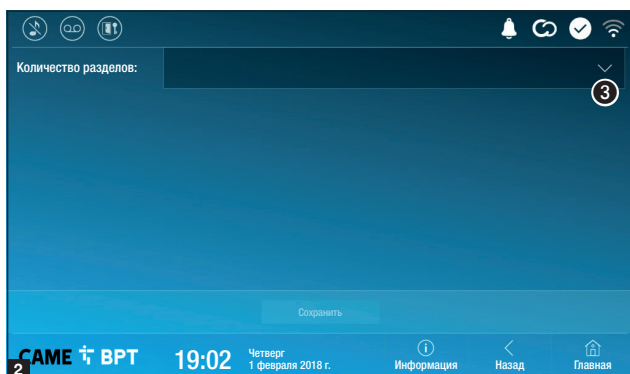 Количество разделов:
3
Сохранить
2
CAME BPT
19:02
Четверг
1 февраля 2018 г.
Информация
Назад
Главная